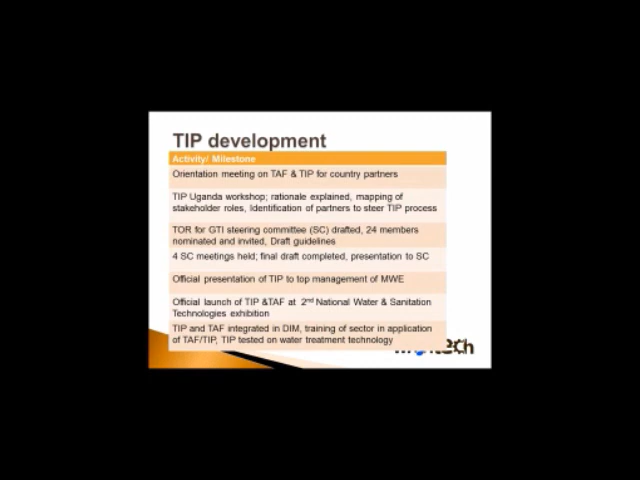 TIP development
Activity/ Milestone
Orientation meeting on TAF & TIP for country partners
TIP Uganda workshop; rationale explained, mapping of
stakeholder roles, Identification of partners to steer TIP process
TOR for GTI steering committee (SC) drafted, 24 members
nominated and invited, Draft guidelines
4 SC meetings held; final draft completed, presentation to SC
Official presentation of TIP to top management of MWE
Official launch of TIP &TAF at 2nd National Water & Sanitation
Technologies exhibition
TIP and TAF integrated in DIM, training of sector in application
of TAF/TIP, TIP tested on water treatment technology